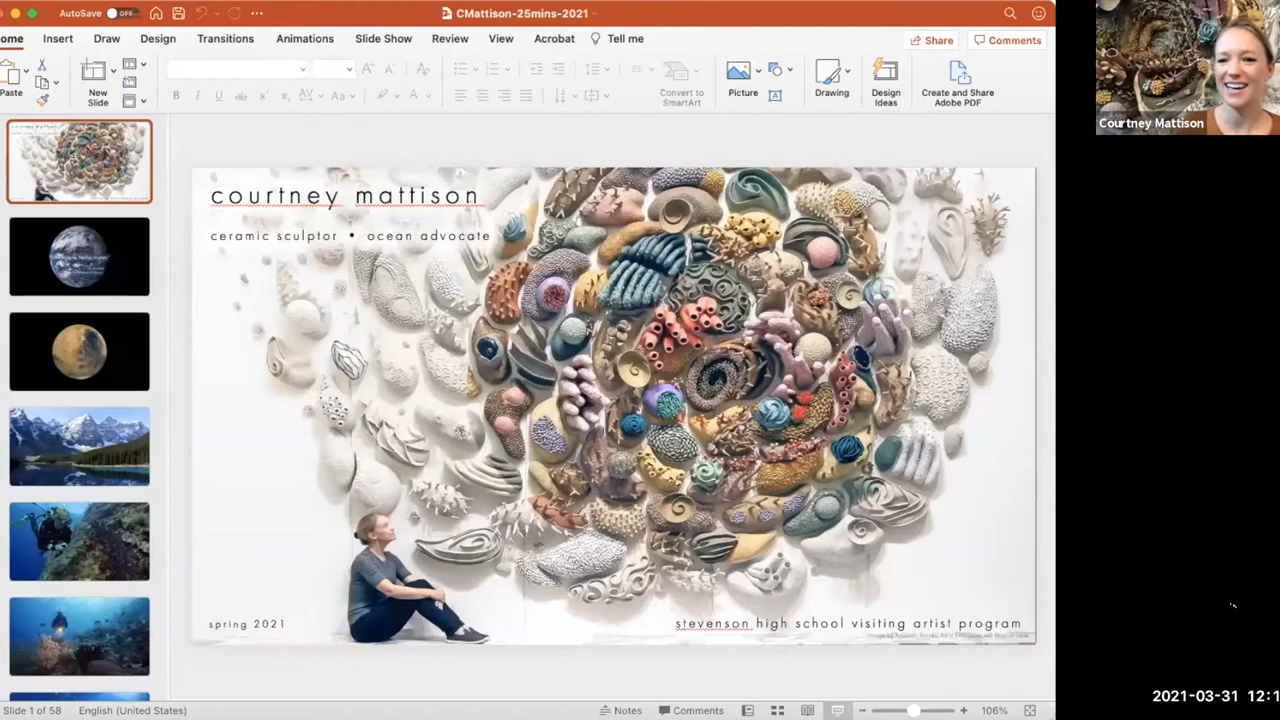 AutoSave OFF
CMattison-25mins-2021
ome Insert Draw Design Transitions Animations Slide Show Review View Acrobat Tell me
Share Comments
Paste
New
Slide
Convert to
SmartArt
Picture
Drawing
Design
Ideas
Create and Share
Adobe PDF
Courtney Mattison
courtney mattison
ceramic sculptor • ocean advocate
spring 2021
stevenson high school visiting artist program
Slide 1 of 58 English (United States) Notes Comments 106%
2021-03-31 12:1